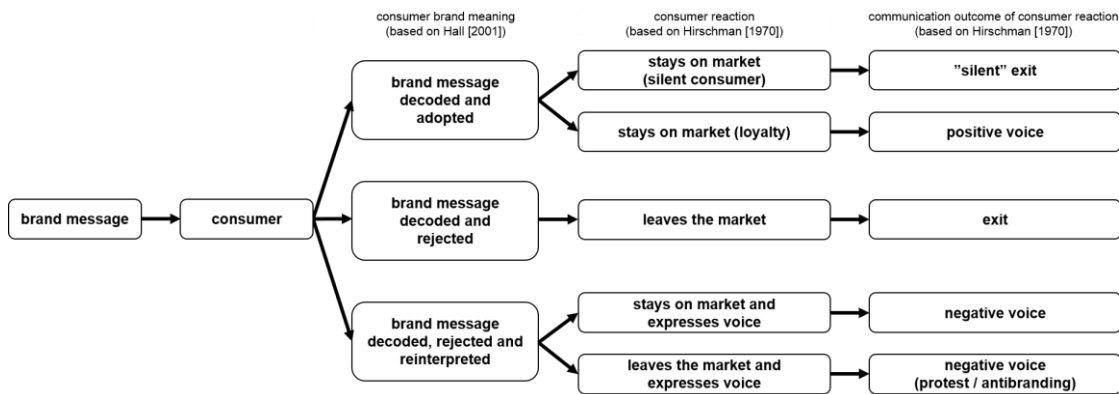 consumer brand meaning
(based on Hall [2001])
consumer reaction
(based on Hirschman [1970])
communication outcome of consumer reaction
(based on Hirschman [1970])
brand message
consumer
brand message
decoded and
adopted
stays on market
(silent consumer)
”silent” exit
stays on market (loyalty)
positive voice
brand message
decoded and
rejected
leaves the market
exit
brand message
decoded, rejected and
reinterpreted
stays on market and
expresses voice
negative voice
leaves the market and
expresses voice
negative voice
(protest / antibranding)